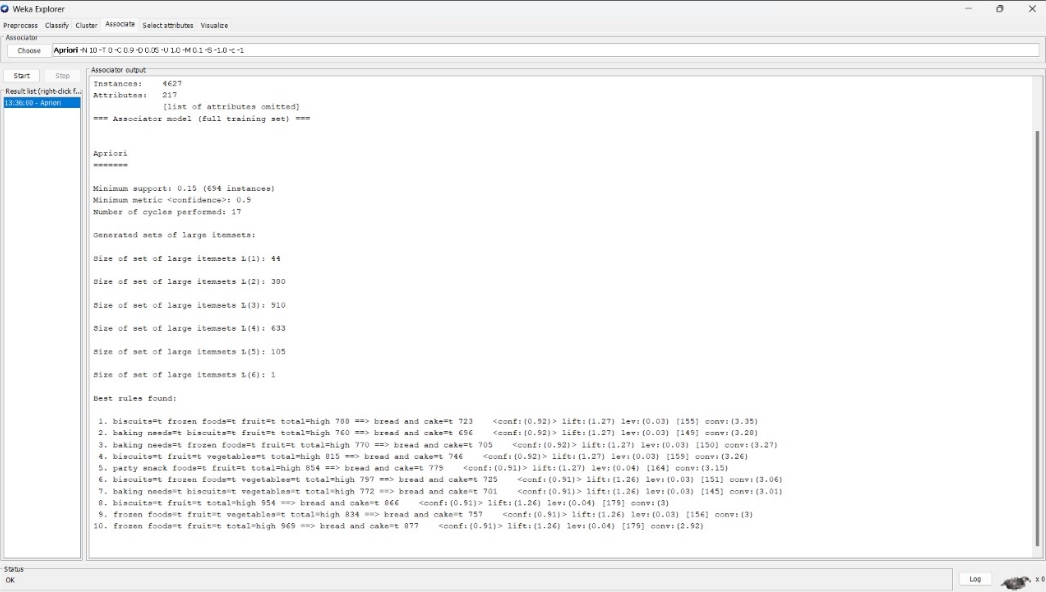 Weka Explorer
Preprocess Classify Cluster Associate Select attributes Visualize
Associator
Choose Apriori -N 10 -T 0 -C 0.9 -D 0.05 -U 1.0 -M 0.1 -S -1.0 -c -1
Start Stop
Result list (right-click f...
13:36:00 - Apriori
Associator output
Instances: 4627
Attributes: 217
[list of attributes omitted]
=== Associator model (full training set) ===
Apriori
=======
Minimum support: 0.15 (694 instances)
Minimum metric <confidence>: 0.9
Number of cycles performed: 17
Generated sets of large itemsets:
Size of set of large itemsets L(1): 44
Size of set of large itemsets L(2): 380
Size of set of large itemsets L(3): 910
Size of set of large itemsets L(4): 633
Size of set of large itemsets L(5): 105
Size of set of large itemsets L(6): 1
Best rules found:
1. biscuits=t frozen foods=t fruit=t total=high 788 ==> bread and cake=t 723 <conf:(0.92)> lift:(1.27) lev:(0.03) [155] conv:(3.35)
2. baking needs=t biscuits=t fruit=t total=high 760 ==> bread and cake=t 696 <conf:(0.92)> lift:(1.27) lev:(0.03) [149] conv:(3.28)
3. baking needs=t frozen foods=t fruit=t total=high 770 ==> bread and cake=t 705 <conf:(0.92)> lift:(1.27) lev:(0.03) [150] conv:(3.27)
4. biscuits=t fruit=t vegetables=t total=high 815 ==> bread and cake=t 746 <conf:(0.92)> lift:(1.27) lev:(0.03) [159] conv:(3.26)
5. party snack foods=t fruit=t total=high 854 ==> bread and cake=t 779 <conf:(0.91)> lift:(1.27) lev:(0.04) [164] conv:(3.15)
6. biscuits=t frozen foods=t vegetables=t total=high 797 ==> bread and cake=t 725 <conf:(0.91)> lift:(1.26) lev:(0.03) [151] conv:(3.06)
7. baking needs=t biscuits=t vegetables=t total=high 772 ==> bread and cake=t 701 <conf:(0.91)> lift:(1.26) lev:(0.03) [145] conv:(3.01)
8. biscuits=t fruit=t total=high 954 ==> bread and cake=t 866 <conf:(0.91)> lift:(1.26) lev:(0.04) [179] conv:(3)
9. frozen foods=t fruit=t vegetables=t total=high 834 ==> bread and cake=t 757 <conf:(0.91)> lift:(1.26) lev:(0.03) [156] conv:(3)
10. frozen foods=t fruit=t total=high 969 ==> bread and cake=t 877 <conf:(0.91)> lift:(1.26) lev:(0.04) [179] conv:(2.92)
Status
OK
Log x 0